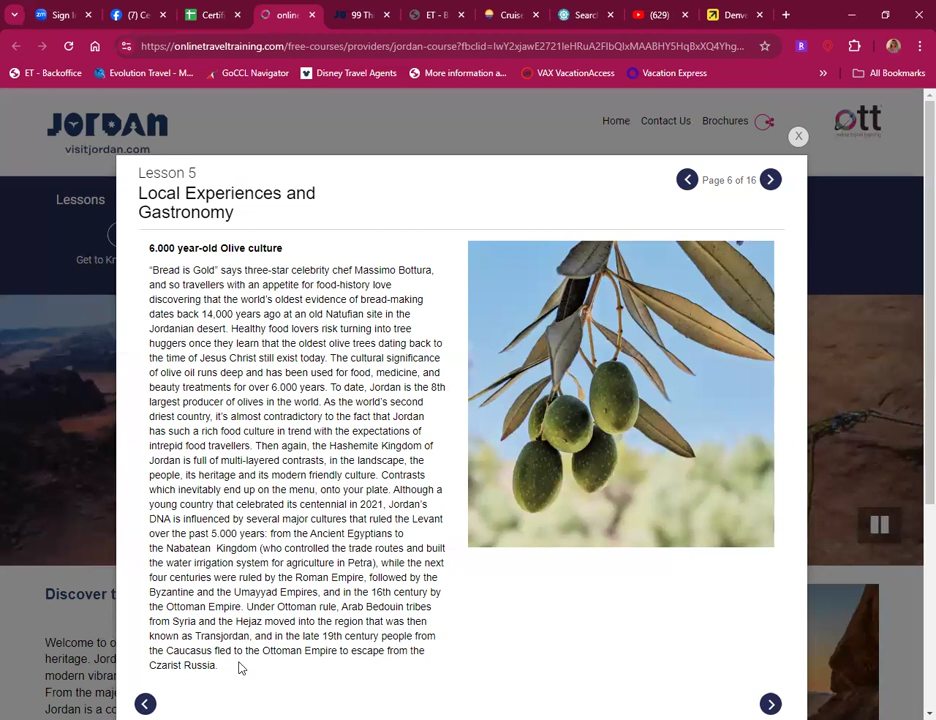 Sign I
(7) Ce
Certifi
online
99 Thi
ET - B
Cruise
Searc
(629)
Denve
https://onlinetraveltraining.com/free-courses/providers/jordan-course?fbclid=IwY2xjawE2721leHRuA2FlbQIxMAABHY5HqBxXQ4Yhg...
ET - Backoffice
Evolution Travel - M...
GoCCL Navigator
Disney Travel Agents
More information a...
VAX VacationAccess
Vacation Express
All Bookmarks
JORDAN
visitjordan.com
Home
Contact Us
Brochures
ott
X
Lessons
Get to Kn
Lesson 5
Local Experiences and
Gastronomy
Page 6 of 16
6.000 year-old Olive culture
“Bread is Gold” says three-star celebrity chef Massimo Bottura,
and so travellers with an appetite for food-history love
discovering that the world’s oldest evidence of bread-making
dates back 14,000 years ago at an old Natufian site in the
Jordanian desert. Healthy food lovers risk turning into tree
huggers once they learn that the oldest olive trees dating back to
the time of Jesus Christ still exist today. The cultural significance
of olive oil runs deep and has been used for food, medicine, and
beauty treatments for over 6.000 years. To date, Jordan is the 8th
largest producer of olives in the world. As the world’s second
driest country, it’s almost contradictory to the fact that Jordan
has such a rich food culture in trend with the expectations of
intrepid food travellers. Then again, the Hashemite Kingdom of
Jordan is full of multi-layered contrasts, in the landscape, the
people, its heritage and its modern friendly culture. Contrasts
which inevitably end up on the menu, onto your plate. Although a
young country that celebrated its centennial in 2021, Jordan’s
DNA is influenced by several major cultures that ruled the Levant
over the past 5.000 years: from the Ancient Egyptians to
the Nabatean Kingdom (who controlled the trade routes and built
the water irrigation system for agriculture in Petra), while the next
four centuries were ruled by the Roman Empire, followed by the
Byzantine and the Umayyad Empires, and in the 16th century by
the Ottoman Empire. Under Ottoman rule, Arab Bedouin tribes
from Syria and the Hejaz moved into the region that was then
known as Transjordan, and in the late 19th century people from
the Caucasus fled to the Ottoman Empire to escape from the
Czarist Russia.
Discover t
Welcome to o
heritage. Jord
modern vibran
From the maje
Jordan is a co